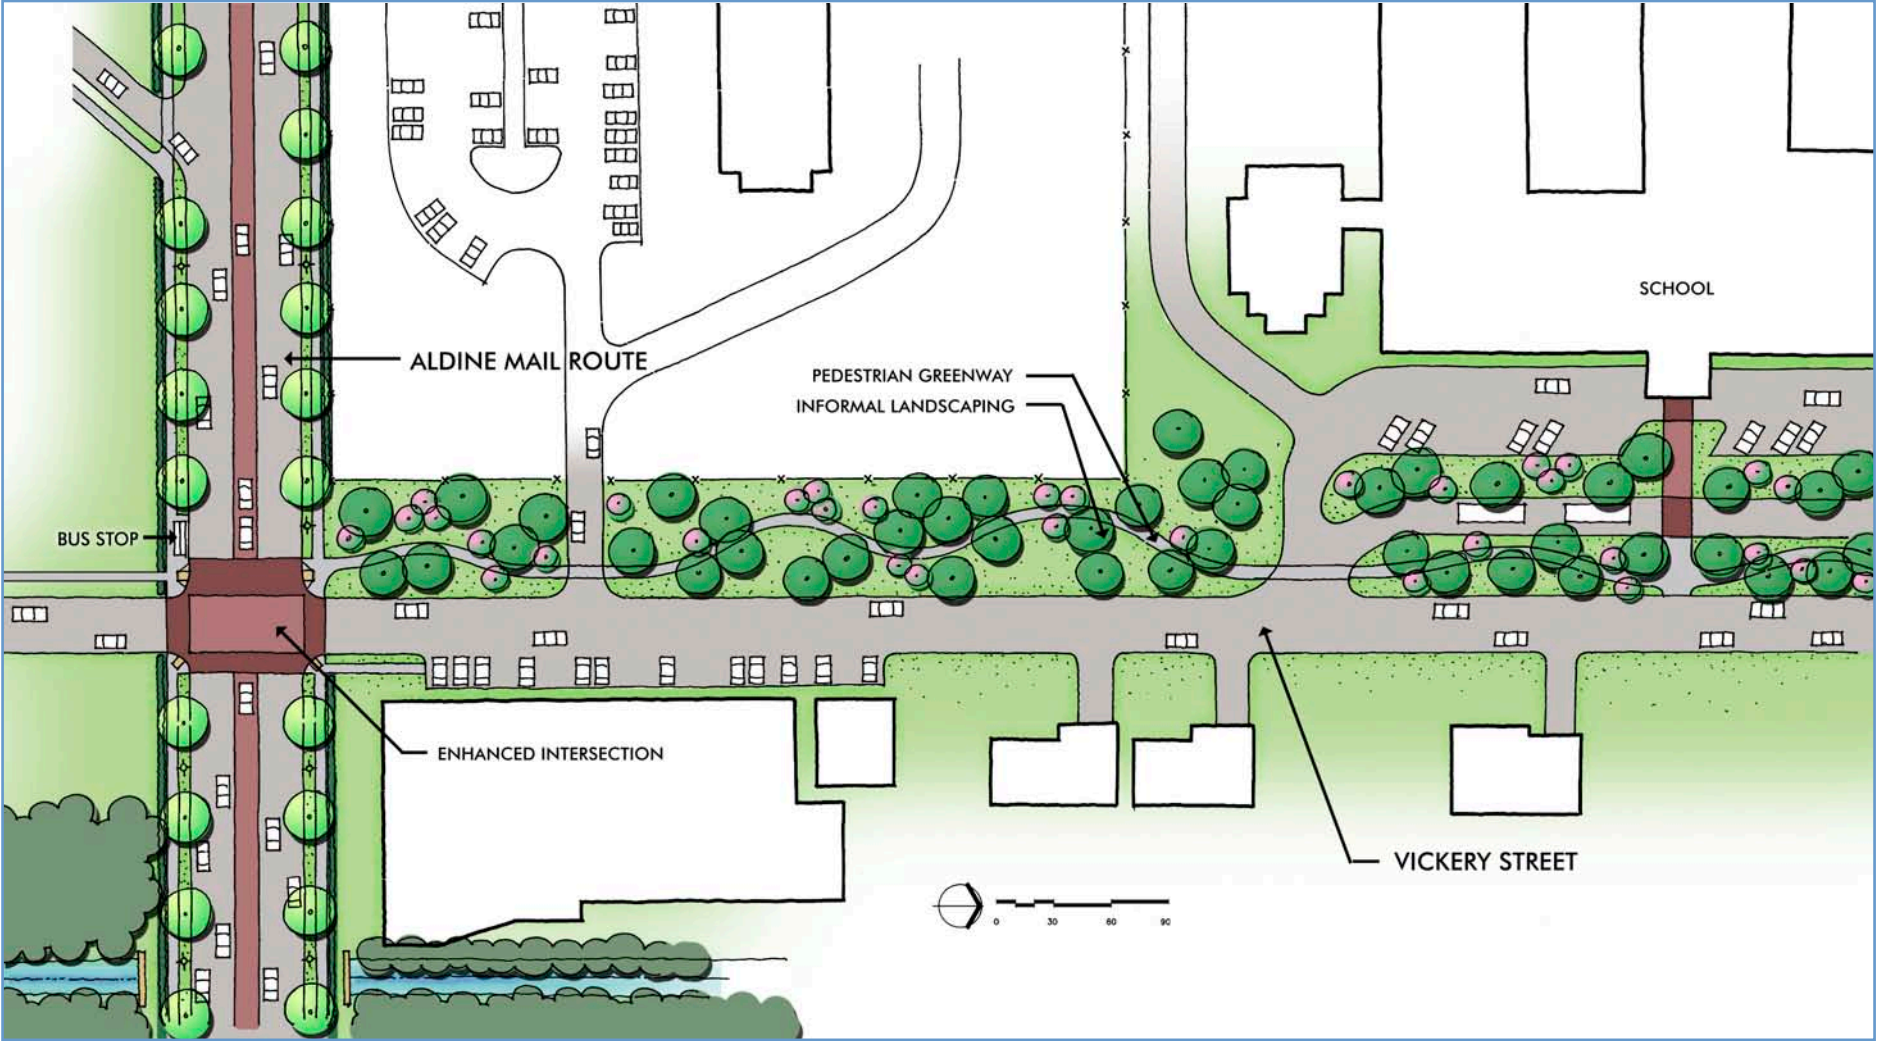 SCHOOL
ALDINE MAIL ROUTE
PEDESTRIAN GREENWAY
INFORMAL LANDSCAPING
BUS STOP
ENHANCED INTERSECTION
VICKERY STREET
0 30 60 90